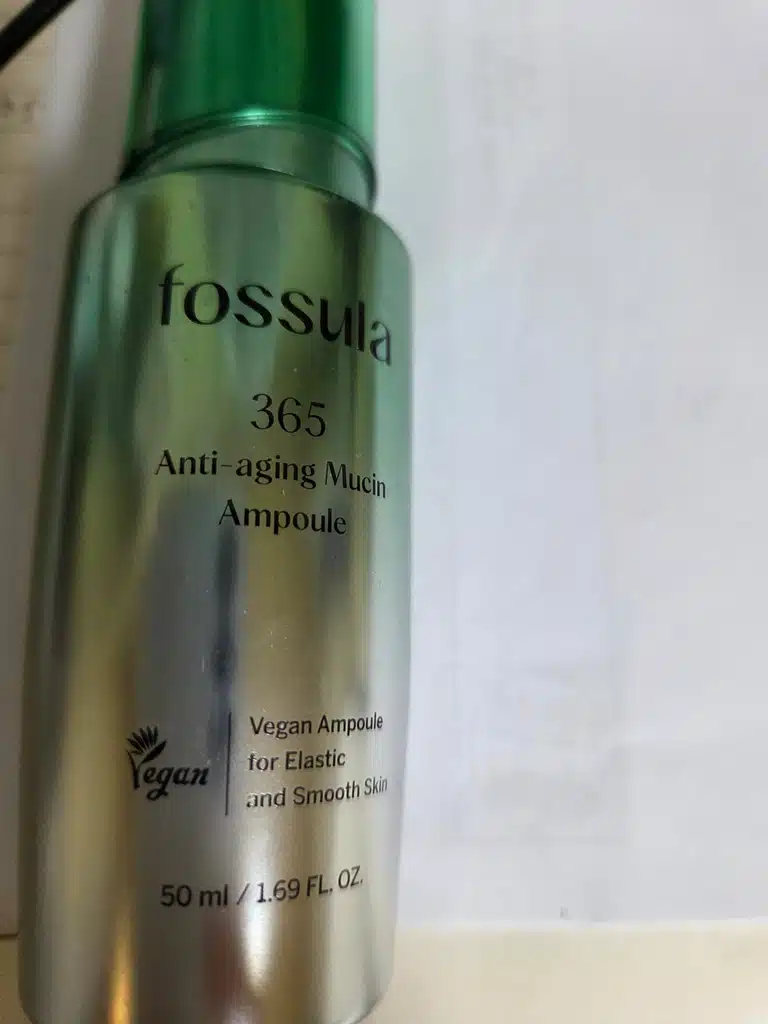 fossula
365
Anti-aging Mucin
Ampoule
Vegan
Vegan Ampoule
for Elastic
and Smooth Skin
50 ml / 1.69 FL. OZ.